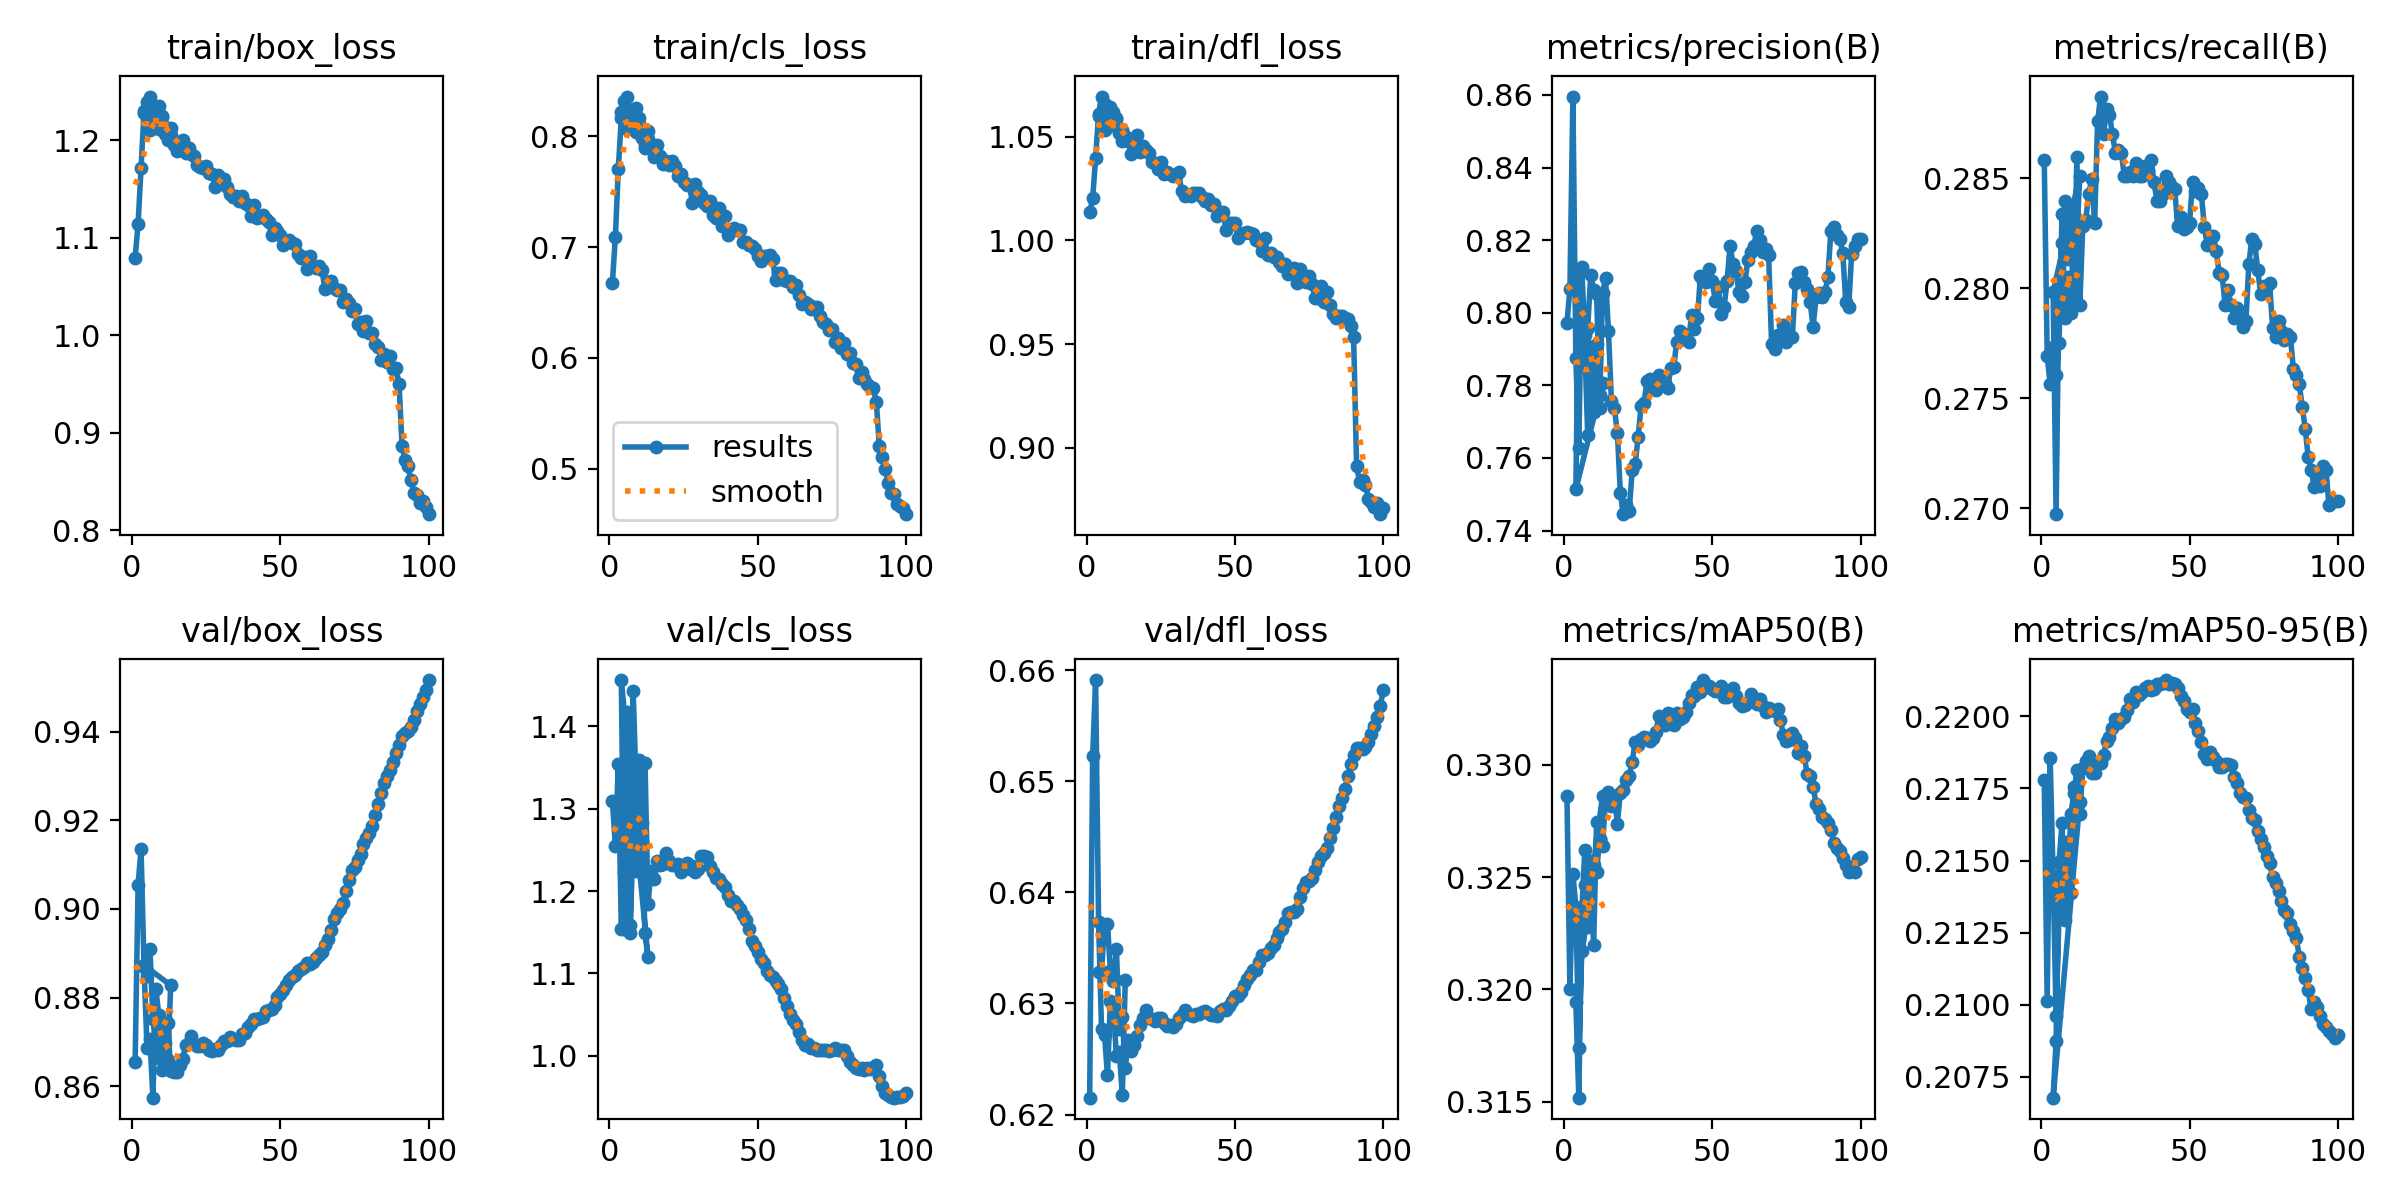 train/box_loss
1.2
1.1
1.0
0.9
0.8
0 50 100
train/cls_loss
0.8
0.7
0.6
0.5
results
smooth
0 50 100
train/dfl_loss
1.05
1.00
0.95
0.90
0 50 100
metrics/precision(B)
0.86
0.84
0.82
0.80
0.78
0.76
0.74
0 50 100
metrics/recall(B)
0.285
0.280
0.275
0.270
0 50 100
val/box_loss
0.94
0.92
0.90
0.88
0.86
0 50 100
val/cls_loss
1.4
1.3
1.2
1.1
1.0
0 50 100
val/dfl_loss
0.66
0.65
0.64
0.63
0.62
0 50 100
metrics/mAP50(B)
0.330
0.325
0.320
0.315
0 50 100
metrics/mAP50-95(B)
0.2200
0.2175
0.2150
0.2125
0.2100
0.2075
0 50 100